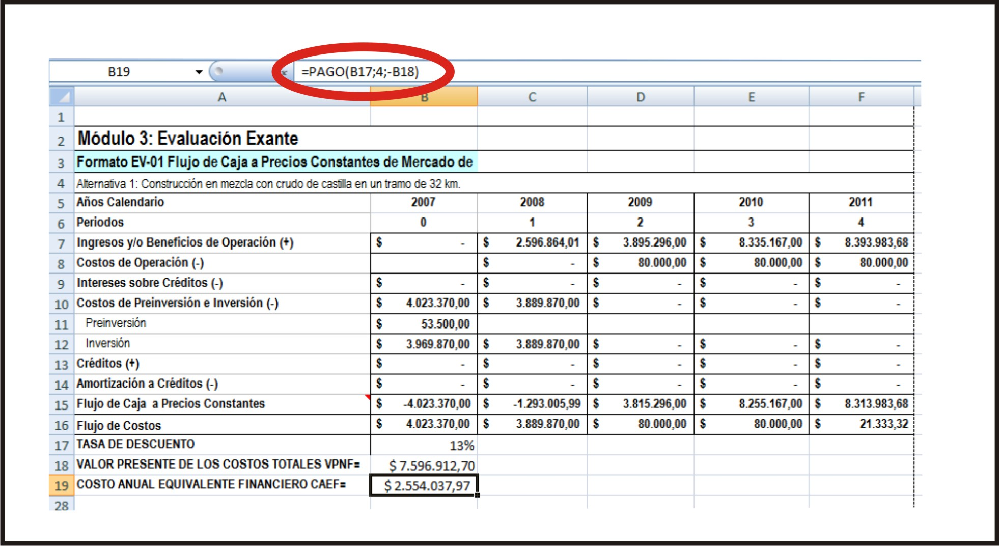 B19 =PAGO(B17;4;-B18)
A B C D E F
1
2 Módulo 3: Evaluación Exante
3 Formato EV-01 Flujo de Caja a Precios Constantes de Mercado de
4 Alternativa 1: Construcción en mezcla con crudo de castilla en un tramo de 32 km.
5 Años Calendario 2007 2008 2009 2010 2011
6 Periodos 0 1 2 3 4
7 Ingresos y/o Beneficios de Operación (+) $ - $ 2.596.864,01 $ 3.895.296,00 $ 8.335.167,00 $ 8.393.983,68
8 Costos de Operación (-) $ - $ 80.000,00 $ 80.000,00 $ 80.000,00
9 Intereses sobre Créditos (-) $ - $ - $ - $ - $ -
10 Costos de Preinversión e Inversión (-) $ 4.023.370,00 $ 3.889.870,00 $ - $ - $ -
11 Preinversión $ 53.500,00
12 Inversión $ 3.969.870,00 $ 3.889.870,00 $ - $ - $ -
13 Créditos (+) $ - $ - $ - $ - $ -
14 Amortización a Créditos (-) $ - $ - $ - $ - $ -
15 Flujo de Caja a Precios Constantes $ -4.023.370,00 $ -1.293.005,99 $ 3.815.296,00 $ 8.255.167,00 $ 8.313.983,68
16 Flujo de Costos $ 4.023.370,00 $ 3.889.870,00 $ 80.000,00 $ 80.000,00 $ 21.333,32
17 TASA DE DESCUENTO 13%
18 VALOR PRESENTE DE LOS COSTOS TOTALES VPNF= $ 7.596.912,70
19 COSTO ANUAL EQUIVALENTE FINANCIERO CAEF= $ 2.554.037,97
28